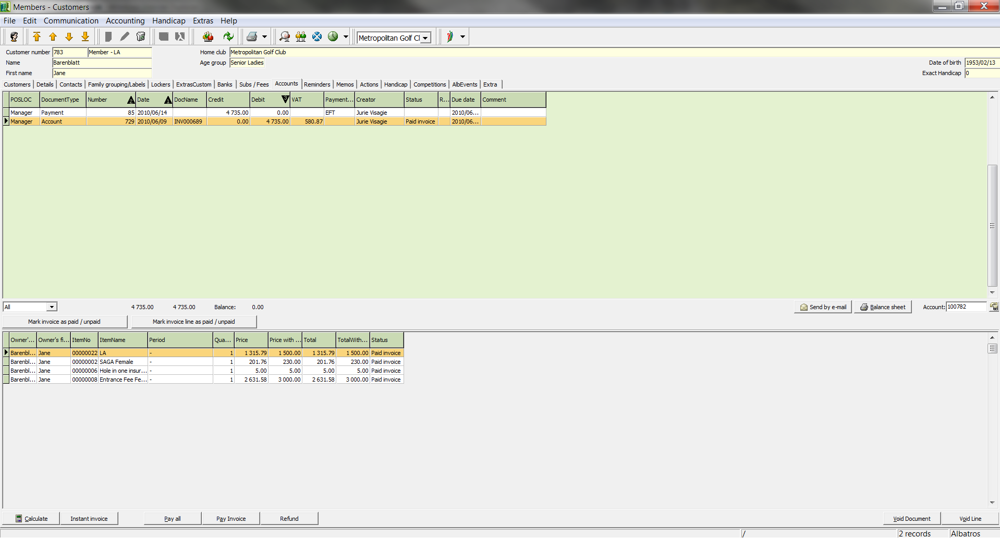 Members - Customers
File Edit Communication Accounting Handicap Extras Help
Metropolitan Golf Cl
Customer number 783 Member - LA Home club Metropolitan Golf Club
Name Barenblatt Age group Senior Ladies Date of birth 1953/02/13
First name Jane Exact Handicap 0
Customers Details Contacts Family grouping/Labels Lockers ExtrasCustom Banks Subs / Fees Accounts Reminders Memos Actions Handicap Competitions AlbEvents Extra
POSLOC DocumentType Number 2 Date 1 DocName Credit Debit 3 VAT Payment... Creator Status R... Due date Comment
Manager Payment 85 2010/06/14 4 735.00 0.00 EFT Jurie Visagie 2010/06...
Manager Account 729 2010/06/09 INV000689 0.00 4 735.00 580.87 Jurie Visagie Paid invoice 2010/06...
All 4 735.00 4 735.00 Balance: 0.00 Send by e-mail Balance sheet Account: 100782
Mark invoice as paid / unpaid Mark invoice line as paid / unpaid
Owner'... Owner's fi... ItemNo ItemName Period Qua... Price Price with ... Total TotalWith... Status
Barenbl... Jane 00000022 LA - 1 1 315.79 1 500.00 1 315.79 1 500.00 Paid invoice
Barenbl... Jane 00000002 SAGA Female - 1 201.76 230.00 201.76 230.00 Paid invoice
Barenbl... Jane 00000006 Hole in one insur... - 1 5.00 5.00 5.00 5.00 Paid invoice
Barenbl... Jane 00000008 Entrance Fee Fe... - 1 2 631.58 3 000.00 2 631.58 3 000.00 Paid invoice
Calculate Instant invoice Pay all Pay Invoice Refund Void Document Void Line
/ 2 records Albatros